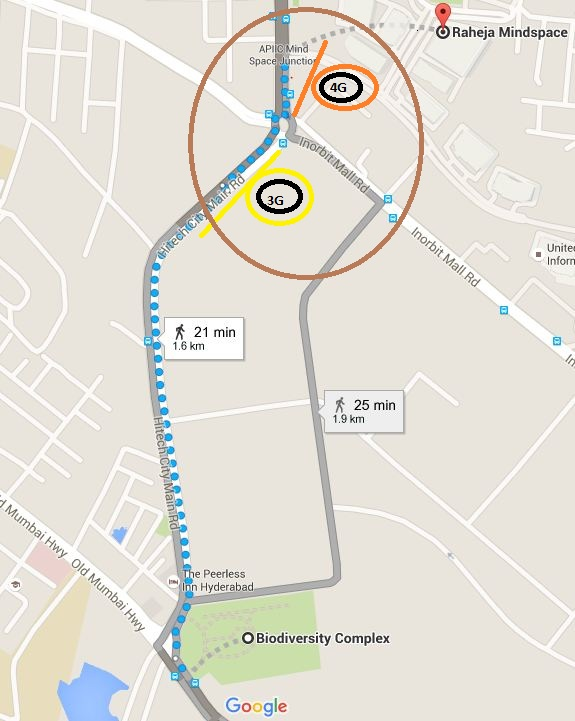 Raheja Mindspace
APIIC Mind
Space Junction
4G
Inorbit Mall Rd
3G
Hitech City Main Rd
Inorbit Mall Rd
United
Inform
In
21 min
1.6 km
25 min
1.9 km
Hitech City Main Rd
ld Mumbai Hwy
Old Mumbai Hwy
The Peerless
Inn Hyderabad
Biodiversity Complex
Google